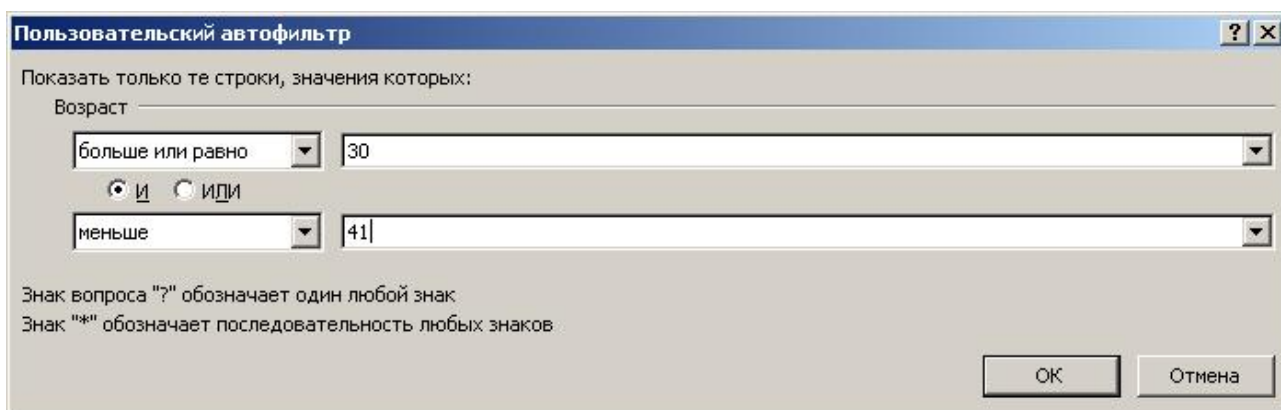 Пользовательский автофильтр
Показать только те строки, значения которых:
Возраст
больше или равно 30
И ИЛИ
меньше 41
Знак вопроса "?" обозначает один любой знак
Знак "*" обозначает последовательность любых знаков
ОК Отмена